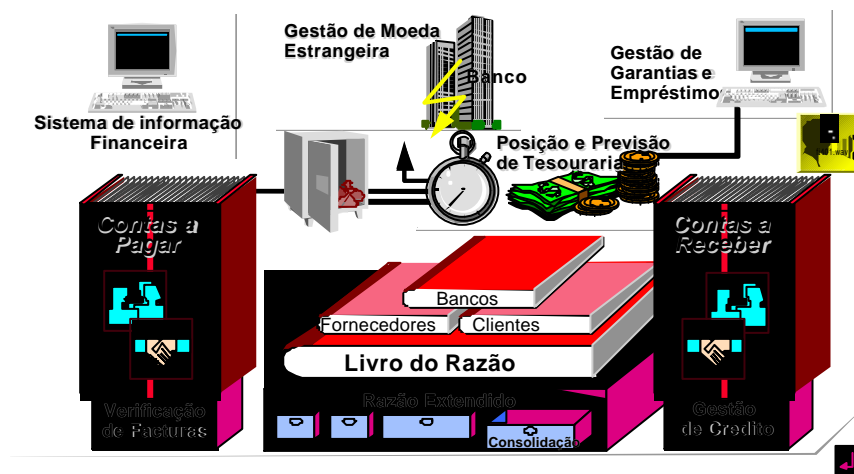 Gestão de Moeda
Estrangeira
Banco
Gestão de
Garantias e
Empréstimo
Sistema de informação
Financeira
Posição e Previsão
de Tesouraria
Contas a
Pagar
Contas a
Receber
Bancos
Fornecedores
Clientes
Livro do Razão
Razão Extendido
Consolidação
Verificação
de Facturas
Gestão
de Credito